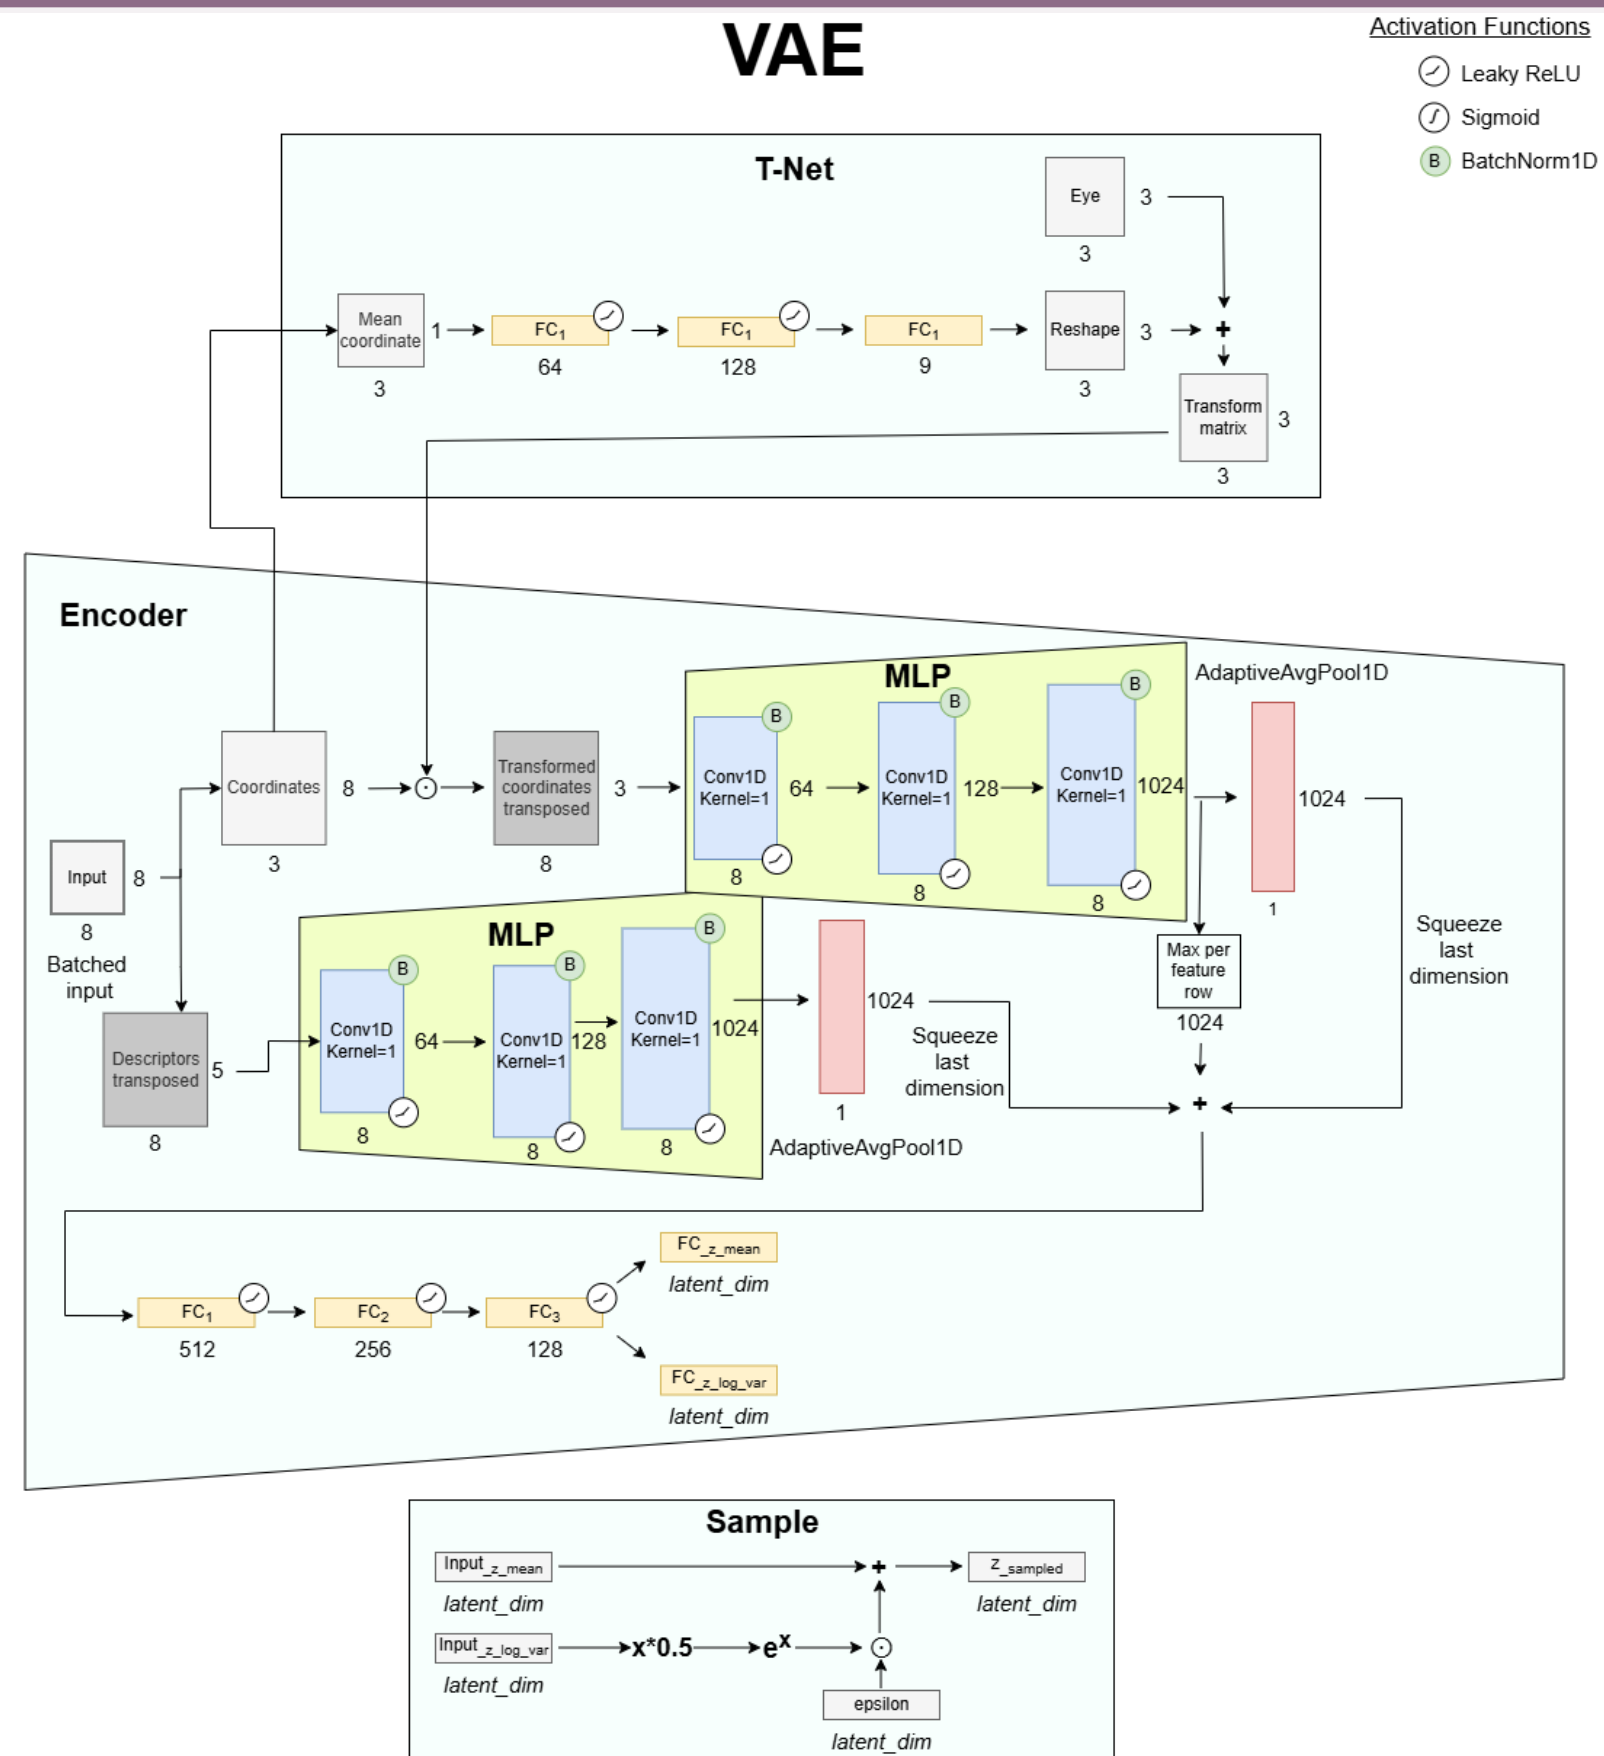 VAE
Activation Functions
Leaky ReLU
Sigmoid
B BatchNorm1D
T-Net
Eye
3
3
Mean
coordinate
1
3
FC1
64
FC1
128
FC1
9
Reshape
3
3
+
Transform
matrix
3
3
Encoder
MLP
AdaptiveAvgPool1D
Coordinates
8
3
Transformed
coordinates
transposed
3
8
B
Conv1D
Kernel=1
64
8
B
Conv1D
Kernel=1
128
8
B
Conv1D
Kernel=1
1024
8
1024
1
Input
8
8
Batched
input
Max per
feature
row
1024
Squeeze
last
dimension
Descriptors
transposed
5
8
MLP
B
Conv1D
Kernel=1
64
8
B
Conv1D
Kernel=1
128
8
B
Conv1D
Kernel=1
1024
8
1024
1
AdaptiveAvgPool1D
Squeeze
last
dimension
+
FC1
512
FC2
256
FC3
128
FC_z_mean
latent_dim
FC_z_log_var
latent_dim
Sample
Input_z_mean
latent_dim
+
z_sampled
latent_dim
Input_z_log_var
latent_dim
x*0.5
e^x
epsilon
latent_dim